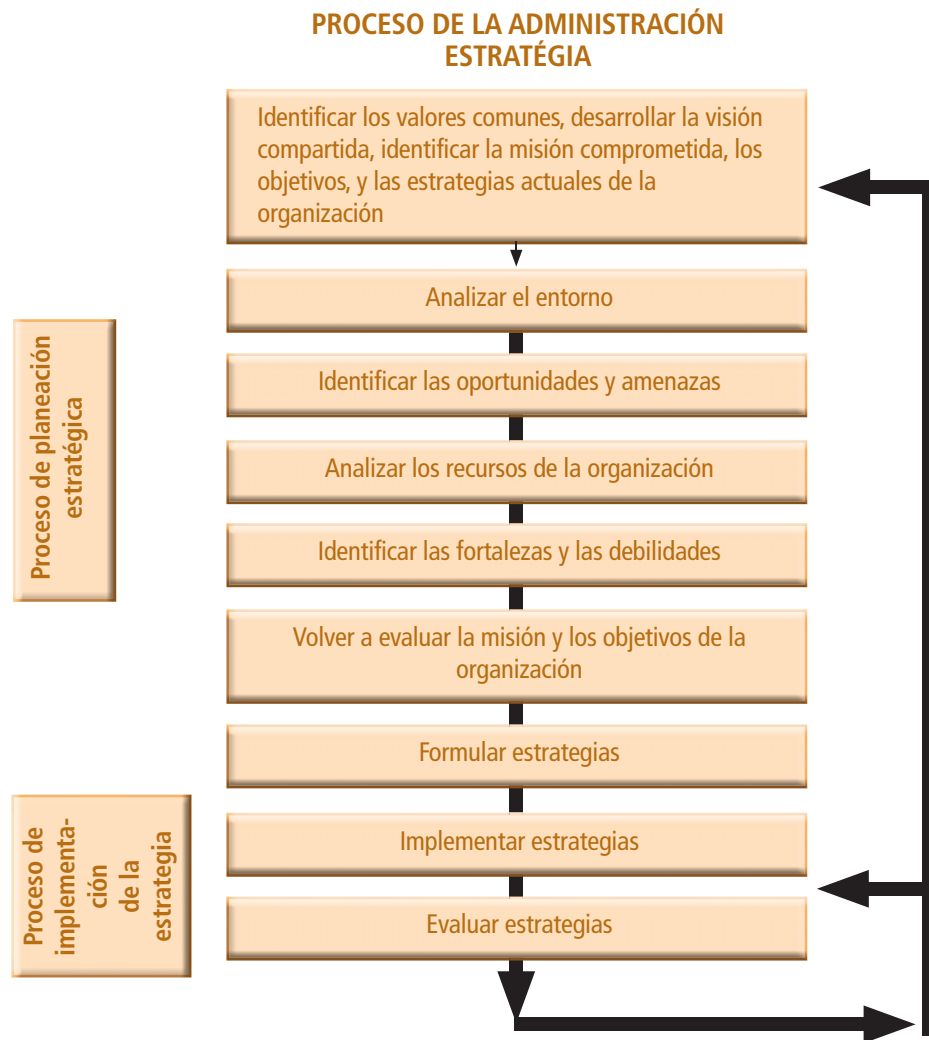 PROCESO DE LA ADMINISTRACIÓN
ESTRATÉGIA
Identificar los valores comunes, desarrollar la visión
compartida, identificar la misión comprometida, los
objetivos, y las estrategias actuales de la
organización
Analizar el entorno
Identificar las oportunidades y amenazas
Analizar los recursos de la organización
Identificar las fortalezas y las debilidades
Volver a evaluar la misión y los objetivos de la
organización
Formular estrategias
Implementar estrategias
Evaluar estrategias
Proceso de planeación
estratégica
Proceso de
implementa-
ción
de la
estrategia